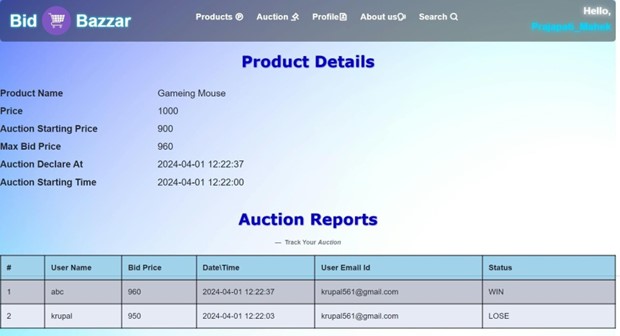 Bid Bazzar
Products Auction Profile About us Search
Hello,
Prajapati_Mahek
Product Details
Product Name Gameing Mouse
Price 1000
Auction Starting Price 900
Max Bid Price 960
Auction Declare At 2024-04-01 12:22:37
Auction Starting Time 2024-04-01 12:22:00
Auction Reports
— Track Your Auction
# User Name Bid Price Date\Time User Email Id Status
1 abc 960 2024-04-01 12:22:37 krupal561@gmail.com WIN
2 krupal 950 2024-04-01 12:22:03 krupal561@gmail.com LOSE